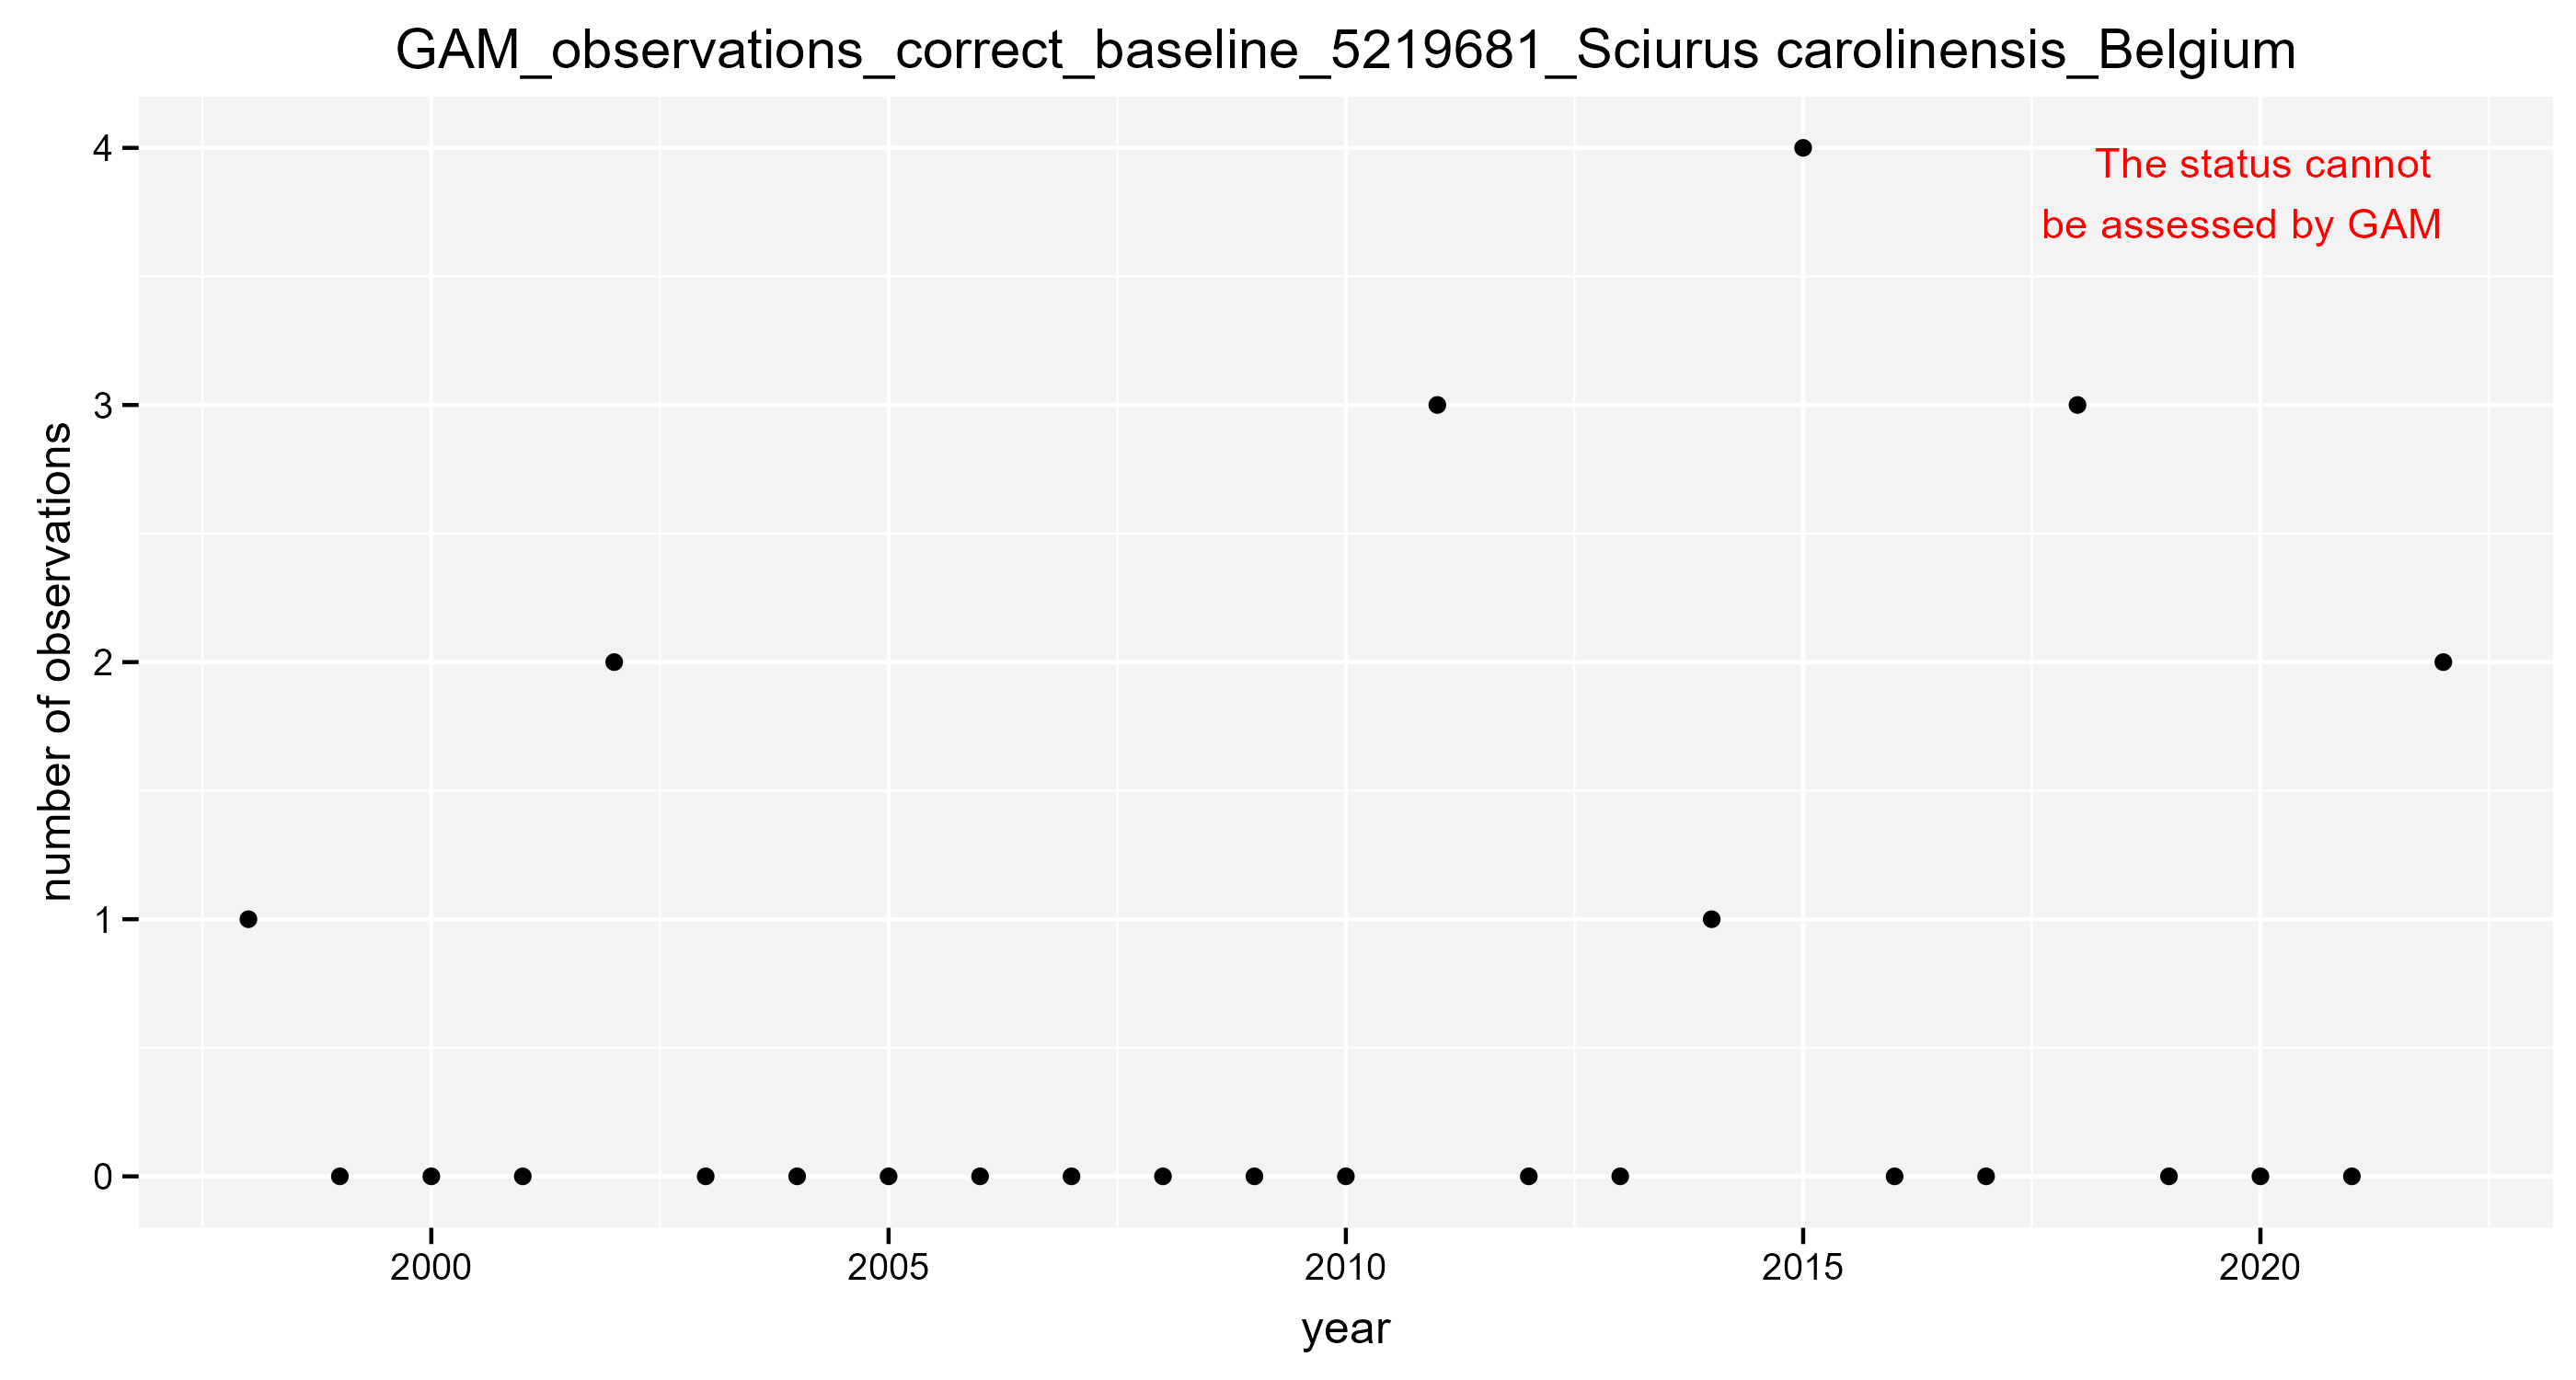 GAM_observations_correct_baseline_5219681_Sciurus carolinensis_Belgium
The status cannot
be assessed by GAM
number of observations
4
3
2
1
0
2000 2005 2010 2015 2020
year